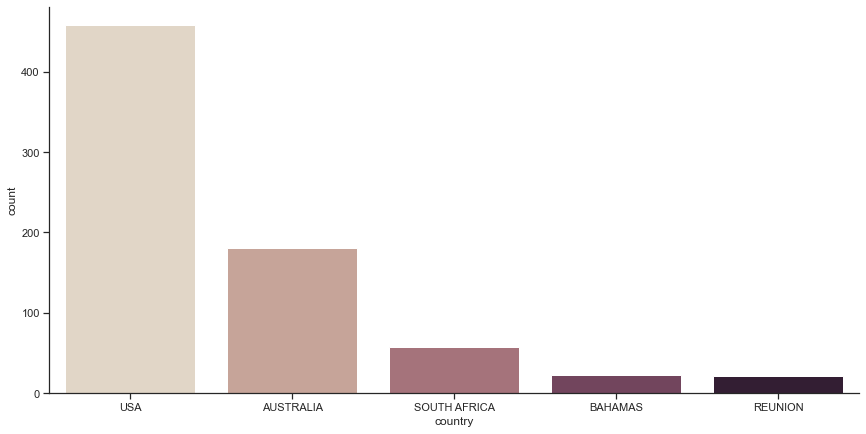 400
300
200
100
0
count
USA
AUSTRALIA
SOUTH AFRICA
BAHAMAS
REUNION
country